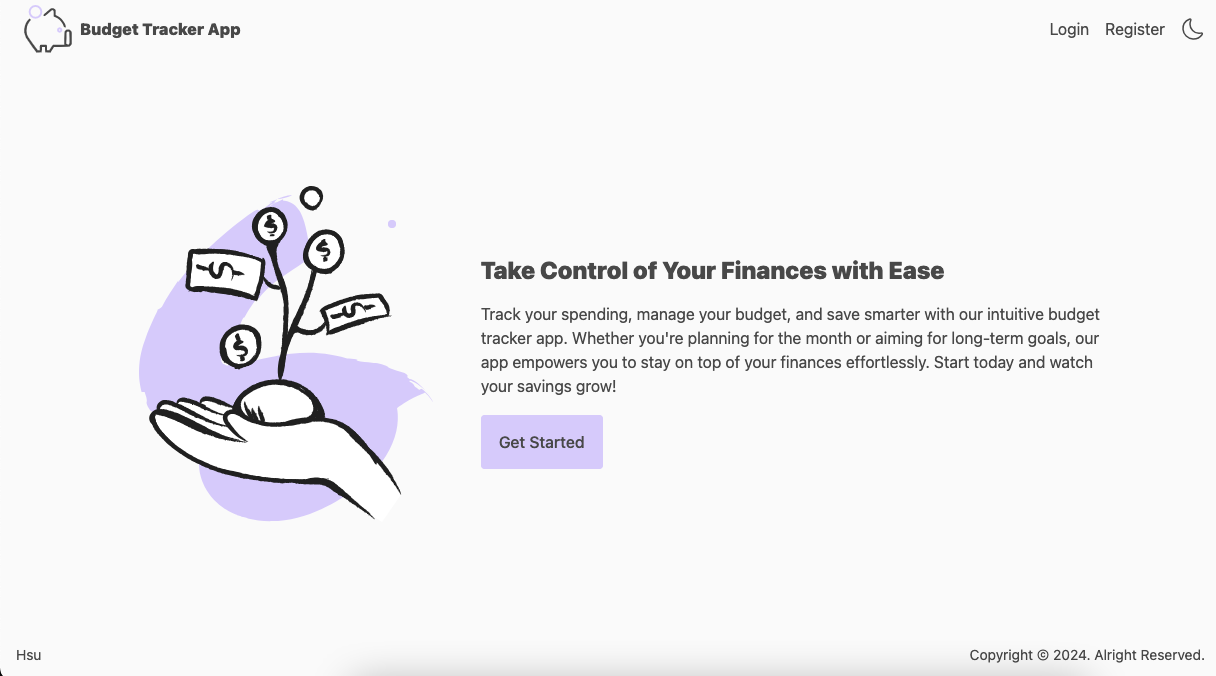 Budget Tracker App
Login
Register
$
$
$
$
$
Take Control of Your Finances with Ease
Track your spending, manage your budget, and save smarter with our intuitive budget
tracker app. Whether you're planning for the month or aiming for long-term goals, our
app empowers you to stay on top of your finances effortlessly. Start today and watch
your savings grow!
Get Started
Hsu
Copyright © 2024. Alright Reserved.